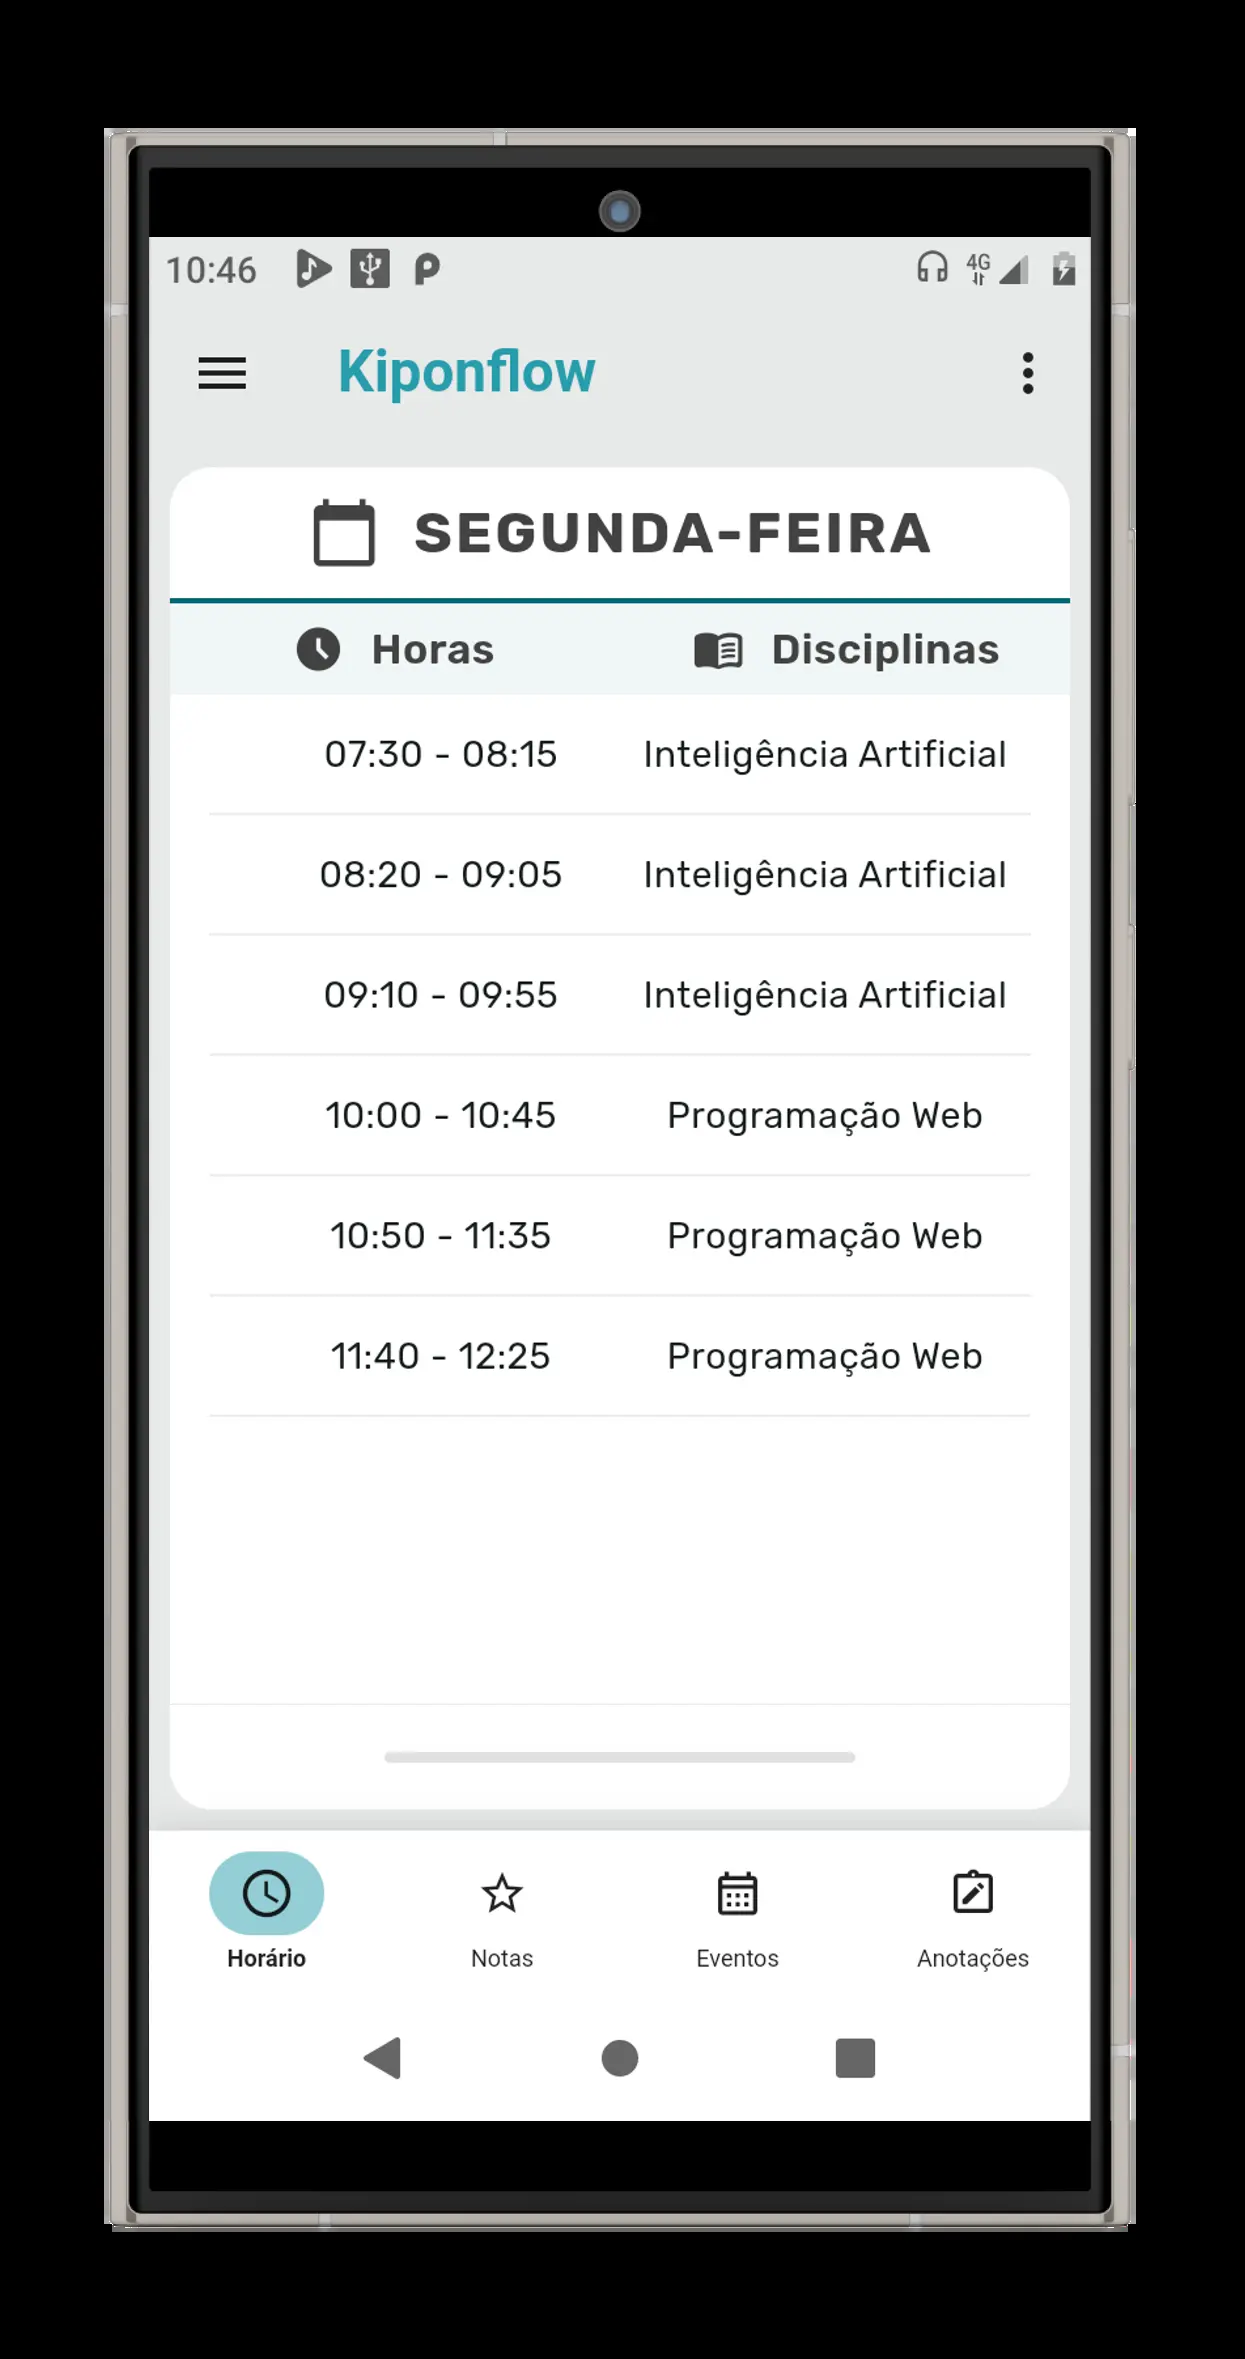 10:46 4G
Kiponflow
SEGUNDA-FEIRA
Horas Disciplinas
07:30 - 08:15 Inteligência Artificial
08:20 - 09:05 Inteligência Artificial
09:10 - 09:55 Inteligência Artificial
10:00 - 10:45 Programação Web
10:50 - 11:35 Programação Web
11:40 - 12:25 Programação Web
Horário Notas Eventos Anotações